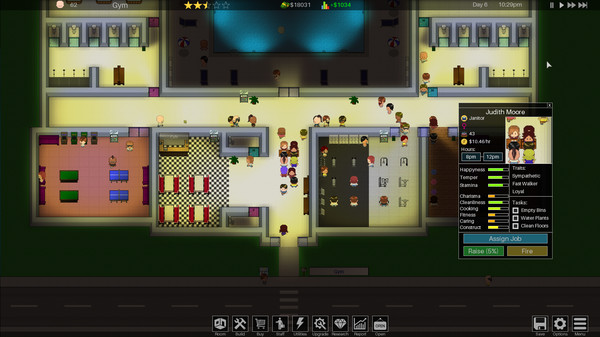 62 Gym $18031 +$1034 Day 6 10:29pm
Judith Moore
Janitor
43
$10.46/hr
Hours:
8pm - 12pm
Happyness
Temper
Stamina
Charisma
Cleanliness
Cooking
Fitness
Caring
Construct
Traits:
Sympathetic
Fast Walker
Loyal
Tasks:
Empty Bins
Water Plants
Clean Floors
Assign Job
Raise (5%) Fire
Room Build Buy Staff Utilities Upgrade Research Report Open Save Options Menu